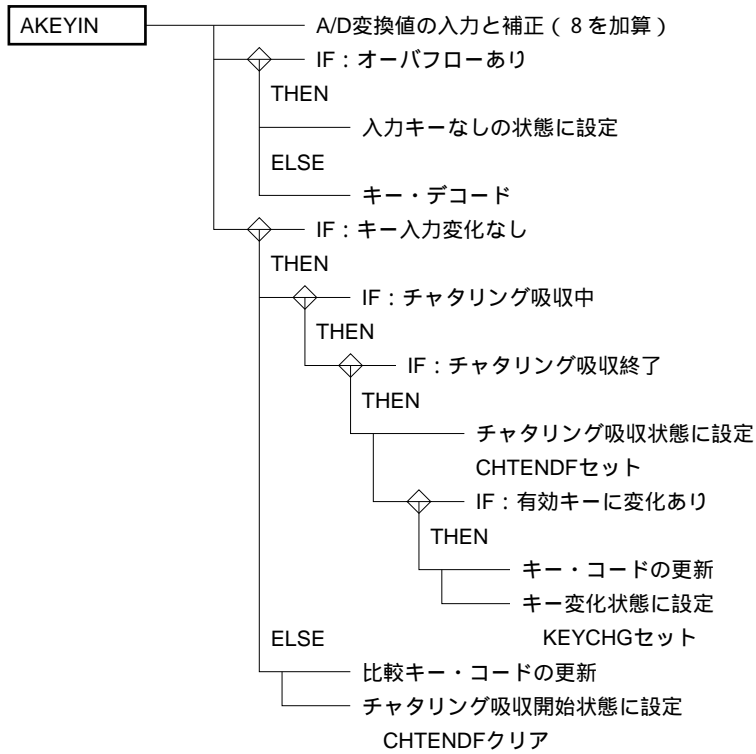 AKEYIN
A/D変換値の入力と補正(8を加算)
IF:オーバフローあり
THEN
入力キーなしの状態に設定
ELSE
キー・デコード
IF:キー入力変化なし
THEN
IF:チャタリング吸収中
THEN
IF:チャタリング吸収終了
THEN
チャタリング吸収状態に設定
CHTENDFセット
IF:有効キーに変化あり
THEN
キー・コードの更新
キー変化状態に設定
KEYCHGセット
ELSE
比較キー・コードの更新
チャタリング吸収開始状態に設定
CHTENDFクリア